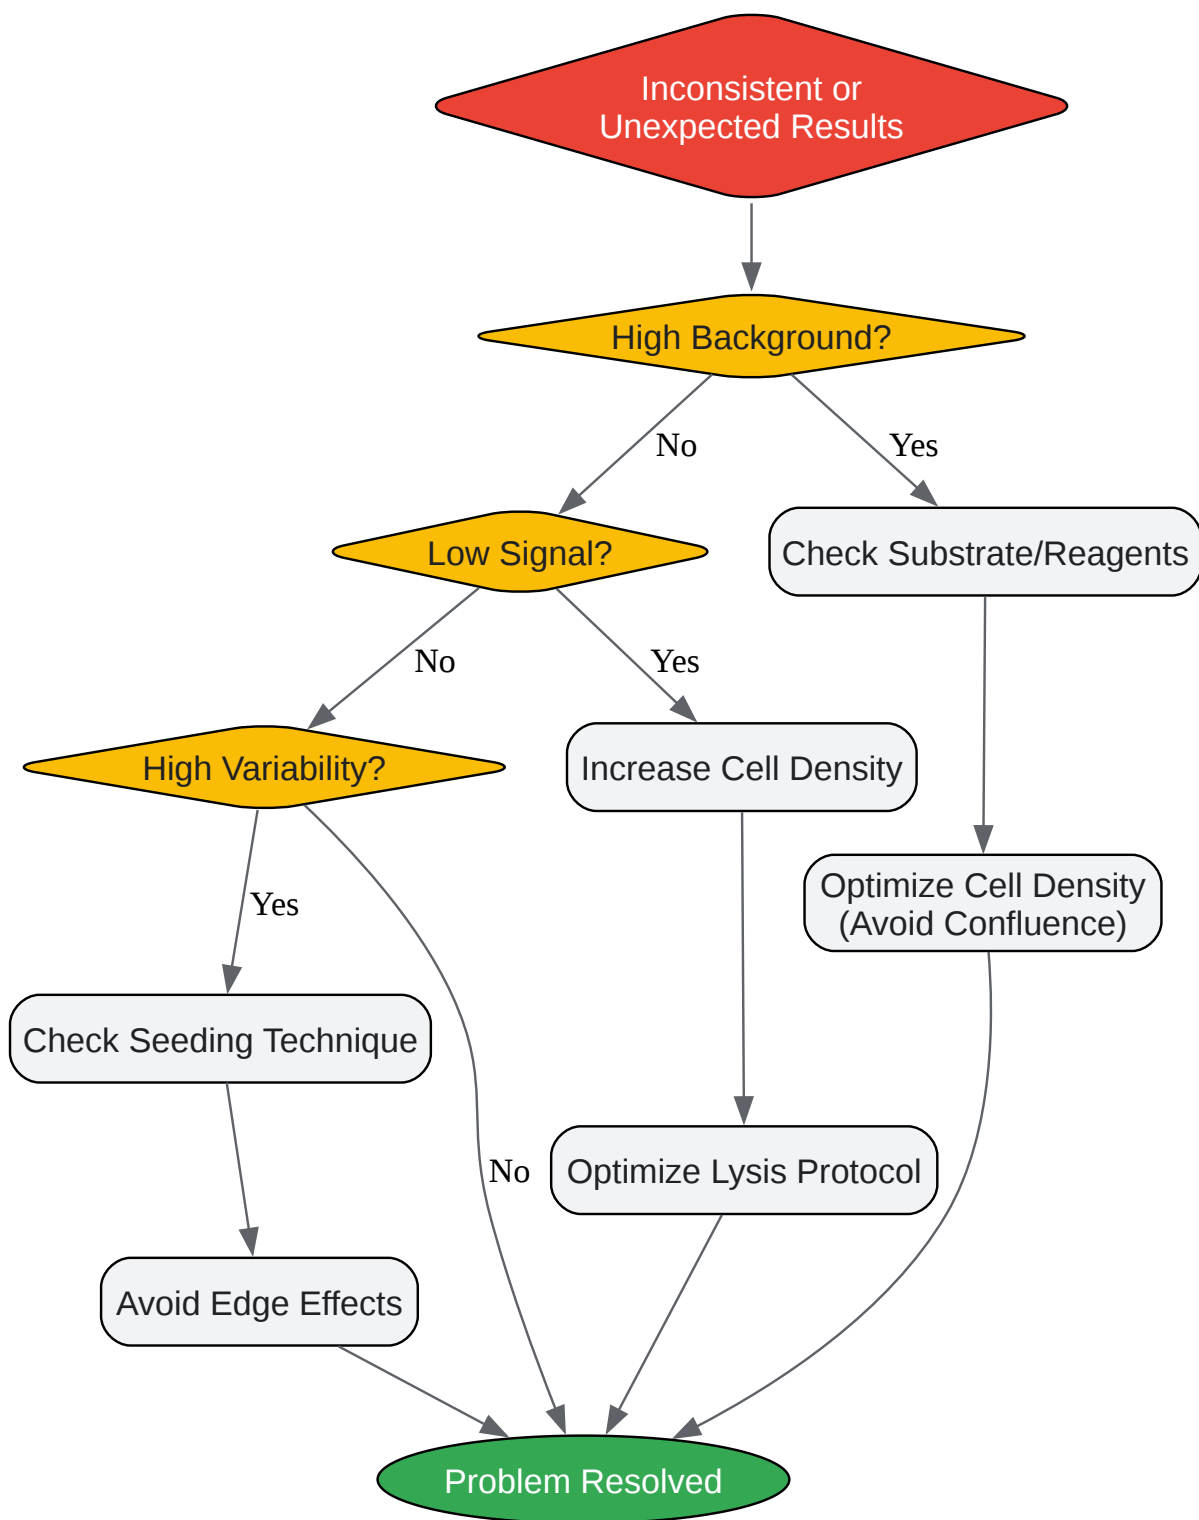 Inconsistent or
Unexpected Results
High Background?
No
Yes
Low Signal?
Check Substrate/Reagents
No
Yes
High Variability?
Increase Cell Density
Optimize Cell Density
(Avoid Confluence)
Yes
Check Seeding Technique
No
Optimize Lysis Protocol
Avoid Edge Effects
Problem Resolved